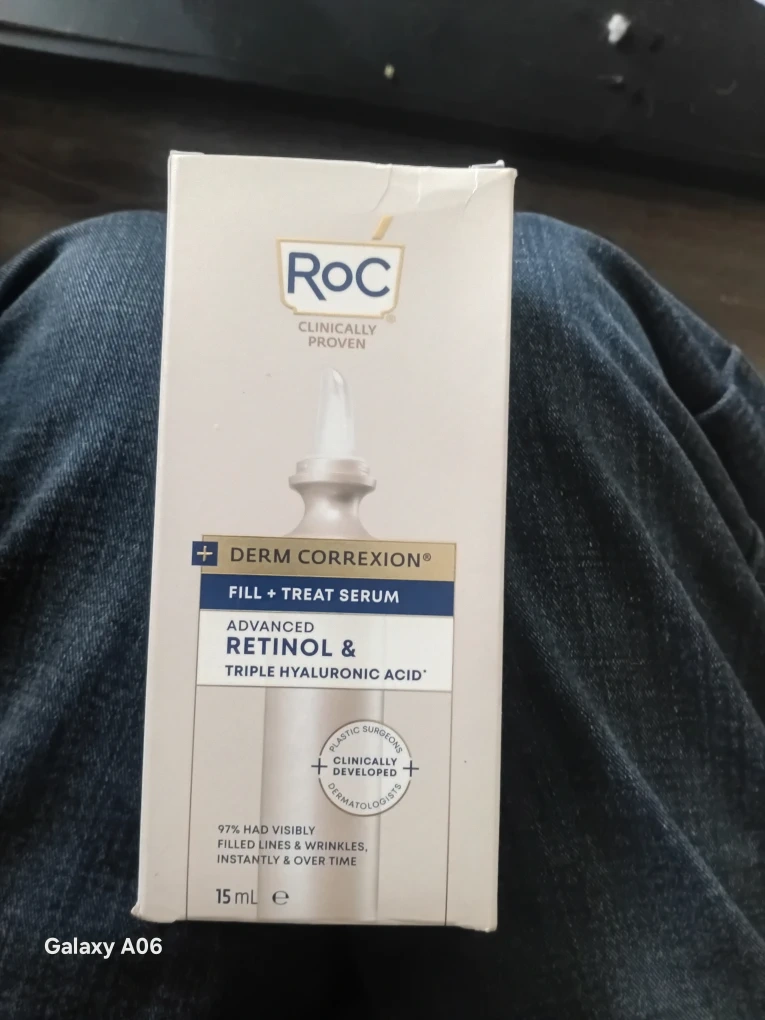 RoC®
CLINICALLY
PROVEN
+ DERM CORREXION®
FILL + TREAT SERUM
ADVANCED
RETINOL &
TRIPLE HYALURONIC ACID*
PLASTIC SURGEONS
+ CLINICALLY +
DEVELOPED
DERMATOLOGISTS
97% HAD VISIBLY
FILLED LINES & WRINKLES,
INSTANTLY & OVER TIME
15 mL ℮
Galaxy A06